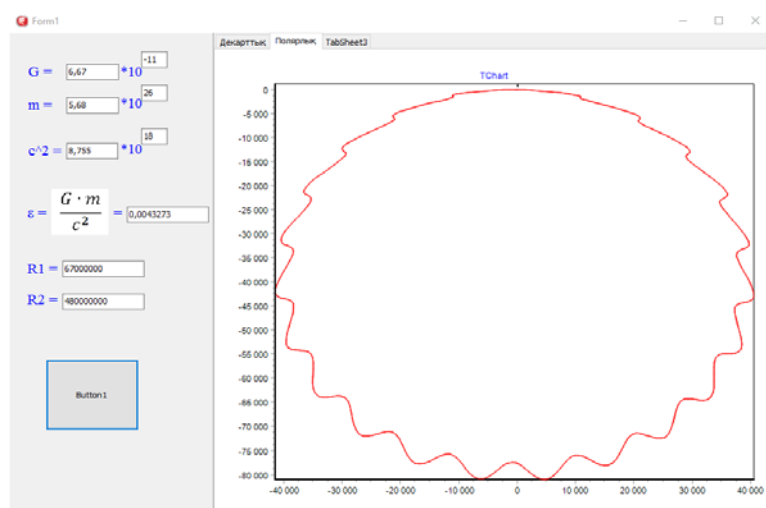 Form1
G = 6,67 *10 -11
m = 5,68 *10 26
c^2 = 8,755 *10 18
ε = G · m / c² = 0,0043273
R1 = 67000000
R2 = 480000000
Button1
Декарттық Полярлық TabSheet3
TChart
0
-5 000
-10 000
-15 000
-20 000
-25 000
-30 000
-35 000
-40 000
-45 000
-50 000
-55 000
-60 000
-65 000
-70 000
-75 000
-80 000
-40 000 -30 000 -20 000 -10 000 0 10 000 20 000 30 000 40 000